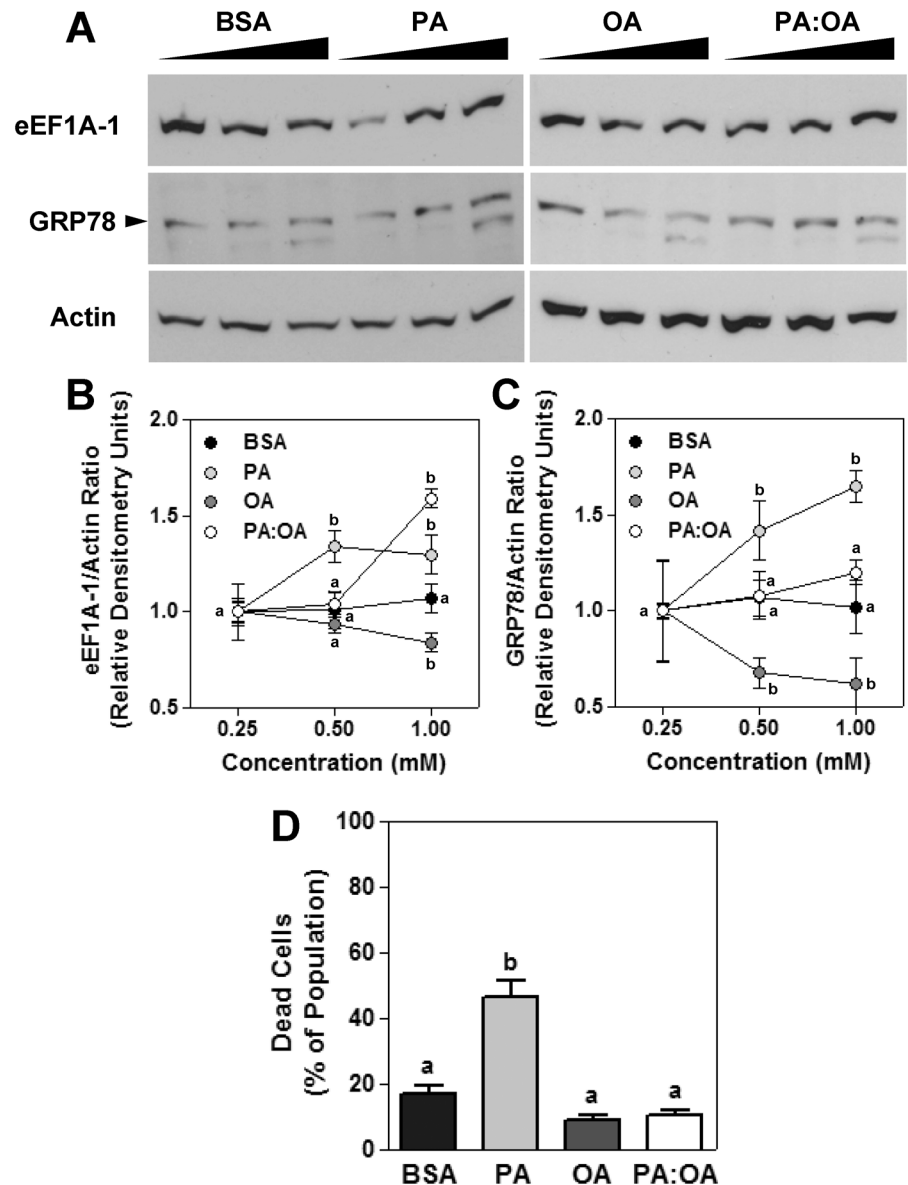 A
BSA PA OA PA:OA
eEF1A-1
GRP78
Actin
B
eEF1A-1/Actin Ratio
(Relative Densitometry Units)
2.0
1.5
1.0
0.5
BSA
PA
OA
PA:OA
b
b
b
a
a
a
a
a
b
0.25 0.50 1.00
Concentration (mM)
C
GRP78/Actin Ratio
(Relative Densitometry Units)
2.0
1.5
1.0
0.5
BSA
PA
OA
PA:OA
b
b
a
a
a
a
a
b
b
0.25 0.50 1.00
Concentration (mM)
D
Dead Cells
(% of Population)
100
80
60
40
20
0
a
b
a
a
BSA PA OA PA:OA